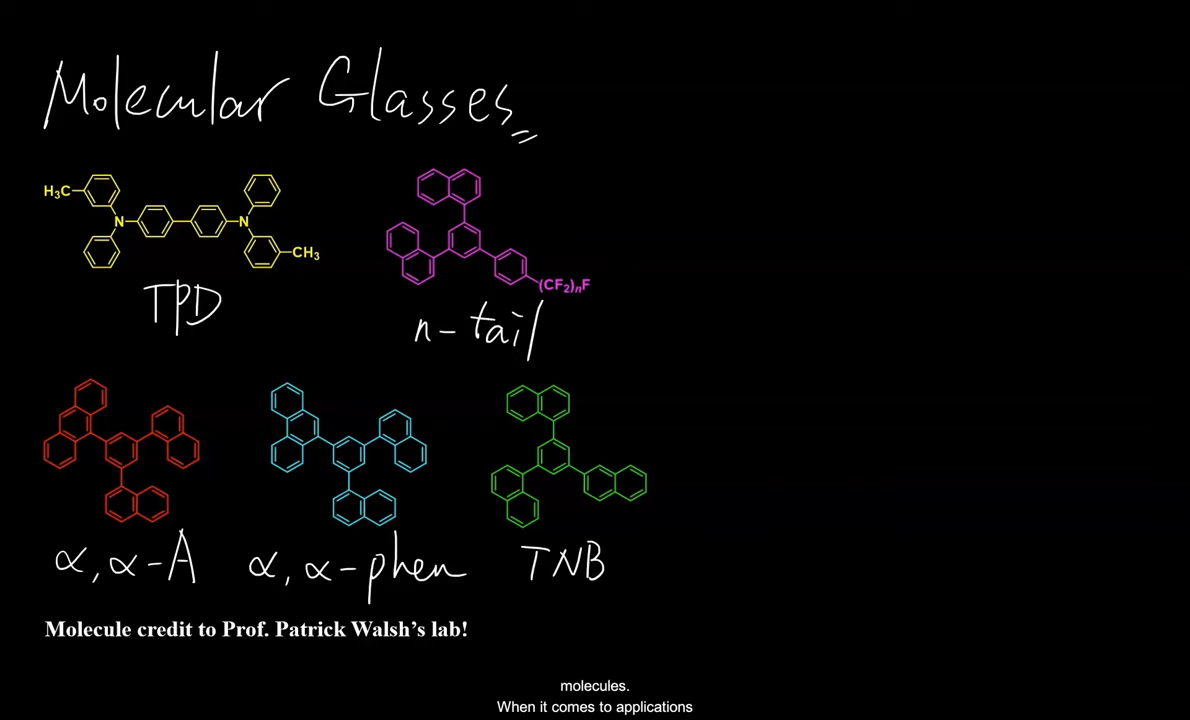 Molecular Glasses
H₃C
N
N
CH₃
(CF₂)ₙF
TPD
n-tail
α,α-A
α,α-phen
TNB
Molecule credit to Prof. Patrick Walsh's lab!
molecules.
When it comes to applications